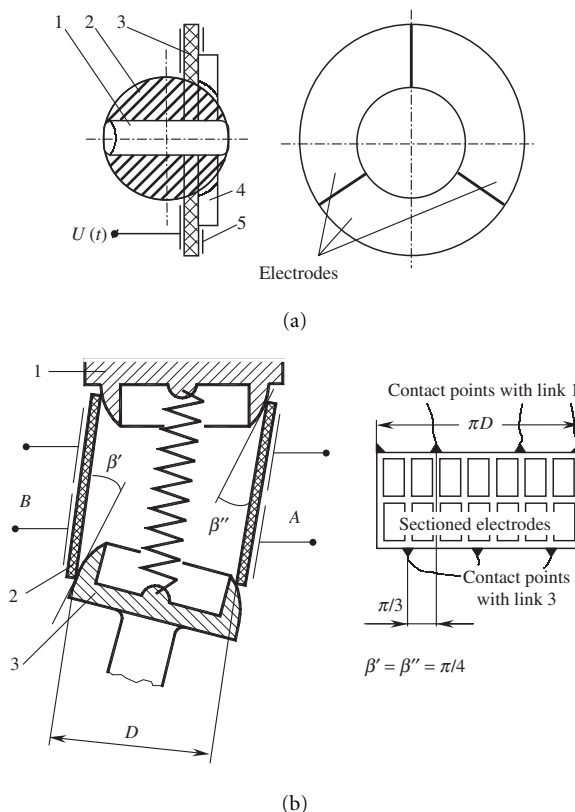 1 2 3
4
5
U (t)
Electrodes
(a)
1
β′
B
β″
A
2
3
D
Contact points with link 1
πD
Sectioned electrodes
Contact points
with link 3
π/3
β′ = β″ = π/4
(b)